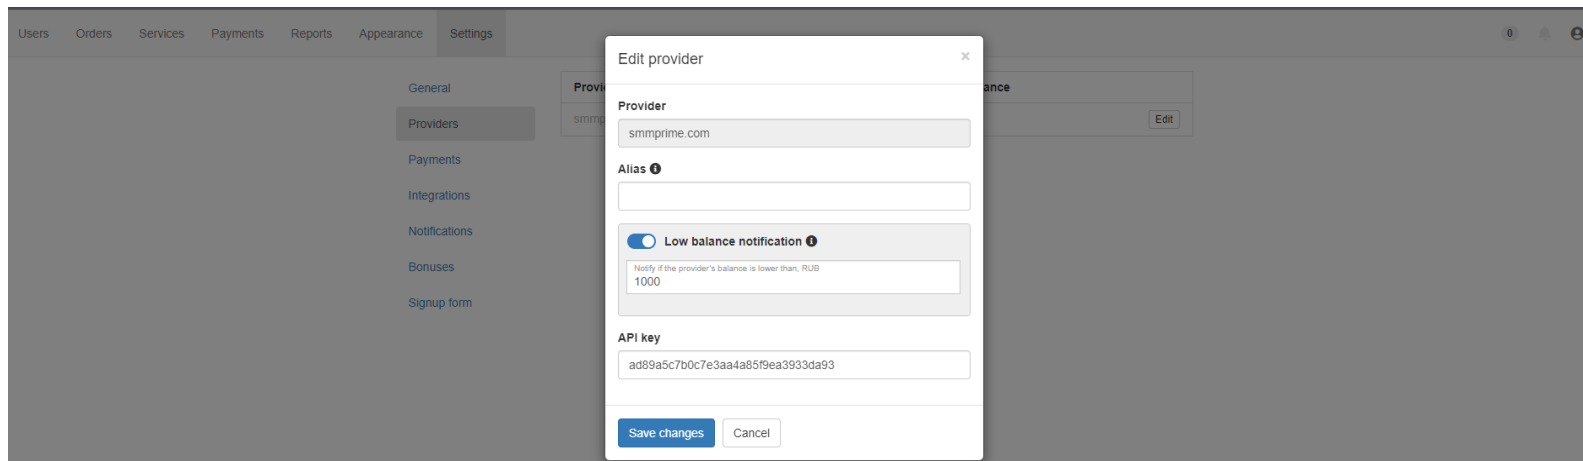 Users Orders Services Payments Reports Appearance Settings 0
Edit provider ×
General
Providers
Payments
Integrations
Notifications
Bonuses
Signup form
Provi ance
smmp Edit
Provider
smmprime.com
Alias
Low balance notification
Notify if the provider's balance is lower than, RUB
1000
API key
ad89a5c7b0c7e3aa4a85f9ea3933da93
Save changes Cancel